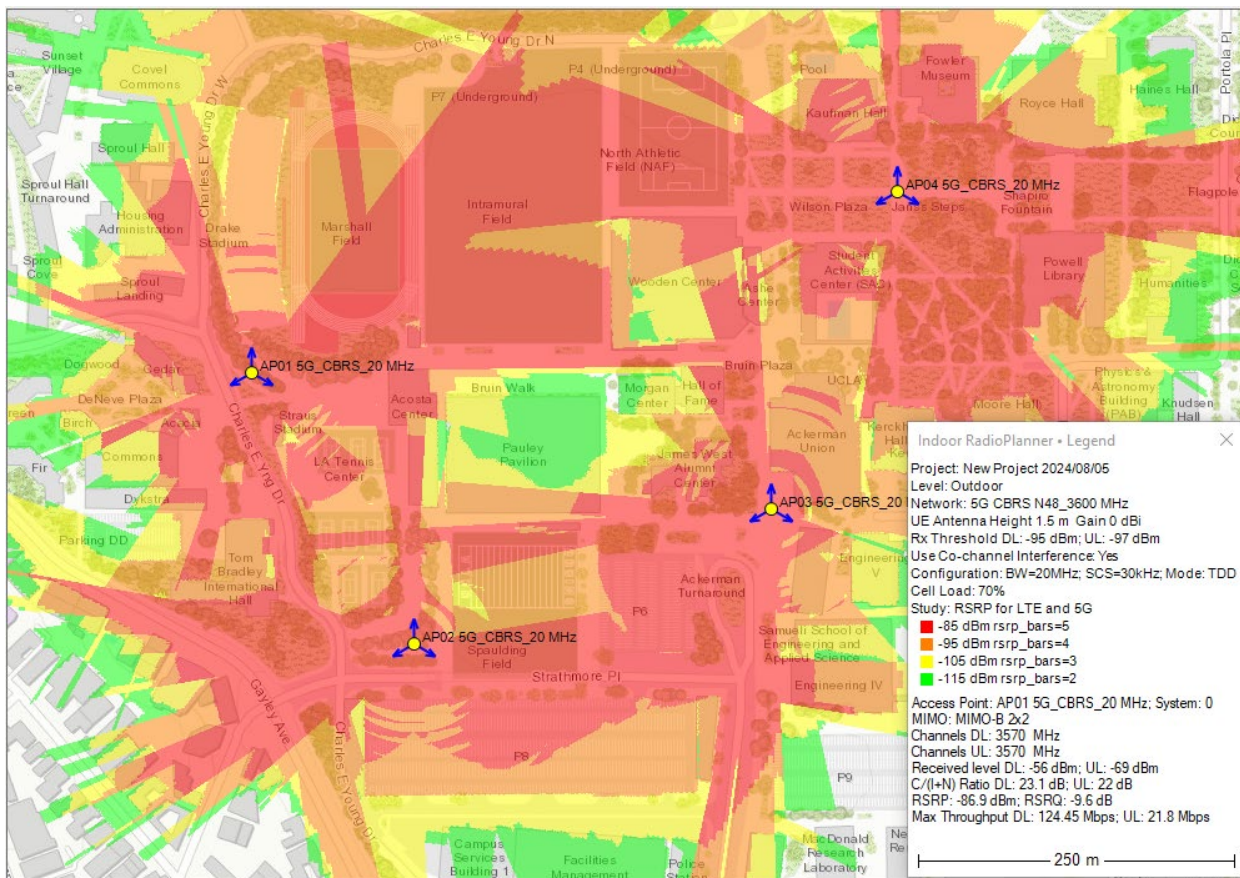 Charles E Young Dr N
Sunset
Village
Covel
Commons
P4 (Underground)
Pool
Fowler
Museum
Portola Pl
P7 (Underground)
Kaufman Hall
Royce Hall
Haines Hall
Charles E Young Dr W
Sproul Hall
North Athletic
Field (NAF)
Sproul Hall
Turnaround
AP04 5G_CBRS_20 MHz
Housing
Administration
Drake
Stadium
Marshall
Field
Intramural
Field
Wilson Plaza
Janss Steps
Shapiro
Fountain
Flagpole
Sproul
Cove
Sproul
Landing
Wooden Center
Ashe
Center
Student
Activities
Center (SAC)
Powell
Library
Humanities
Dogwood
Cedar
AP01 5G_CBRS_20 MHz
Bruin Plaza
DeNeve Plaza
Birch
Acacia
Straus
Stadium
Acosta
Center
Bruin Walk
Morgan
Center
Hall of
Fame
UCLA
Physics &
Astronomy
Building
(PAB)
Moore Hall
Knudsen
Hall
Commons
Fir
LA Tennis
Center
Pauley
Pavilion
James West
Alumni
Center
Ackerman
Union
Kerckh
Hall
Dykstra
Charles E Yng Dr
AP03 5G_CBRS_20
Parking DD
Tom
Bradley
International
Hall
Ackerman
Turnaround
Engineering
V
P6
AP02 5G_CBRS_20 MHz
Spaulding
Field
Samueli School of
Engineering and
Applied Science
Strathmore Pl
Engineering IV
Gayley Ave
Charles E Young Dr
P8
P9
Campus
Services
Building 1
Facilities
Management
Police
MacDonald
Research
Laboratory
Indoor RadioPlanner • Legend
Project: New Project 2024/08/05
Level: Outdoor
Network: 5G CBRS N48_3600 MHz
UE Antenna Height 1.5 m Gain 0 dBi
Rx Threshold DL: -95 dBm; UL: -97 dBm
Use Co-channel Interference: Yes
Configuration: BW=20MHz; SCS=30kHz; Mode: TDD
Cell Load: 70%
Study: RSRP for LTE and 5G
-85 dBm rsrp_bars=5
-95 dBm rsrp_bars=4
-105 dBm rsrp_bars=3
-115 dBm rsrp_bars=2
Access Point: AP01 5G_CBRS_20 MHz; System: 0
MIMO: MIMO-B 2x2
Channels DL: 3570 MHz
Channels UL: 3570 MHz
Received level DL: -56 dBm; UL: -69 dBm
C/(I+N) Ratio DL: 23.1 dB; UL: 22 dB
RSRP: -86.9 dBm; RSRQ: -9.6 dB
Max Throughput DL: 124.45 Mbps; UL: 21.8 Mbps
250 m